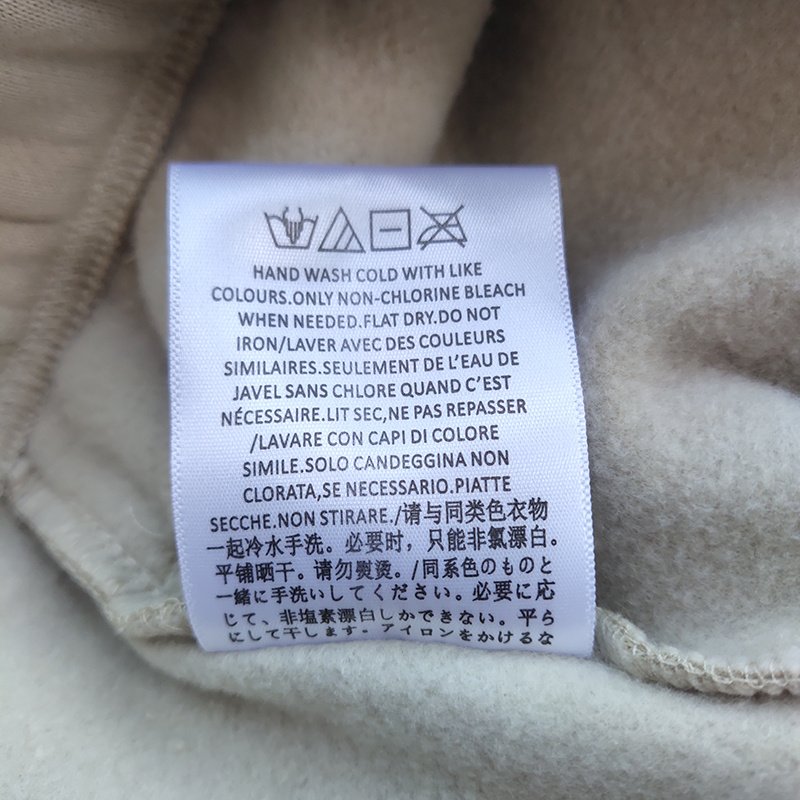 HAND WASH COLD WITH LIKE
COLOURS.ONLY NON-CHLORINE BLEACH
WHEN NEEDED.FLAT DRY.DO NOT
IRON/LAVER AVEC DES COULEURS
SIMILAIRES.SEULEMENT DE L'EAU DE
JAVEL SANS CHLORE QUAND C'EST
NÉCESSAIRE.LIT SEC,NE PAS REPASSER
/LAVARE CON CAPI DI COLORE
SIMILE.SOLO CANDEGGINA NON
CLORATA,SE NECESSARIO.PIATTE
SECCHE.NON STIRARE./请与同类色衣物
一起冷水手洗。必要时，只能非氯漂白。
平铺晒干。请勿熨烫。/同系色のものと
一緒に手洗いしてください。必要に応
じて、非塩素漂白しかできない。平ら
にして干します。アイロンをかけるな